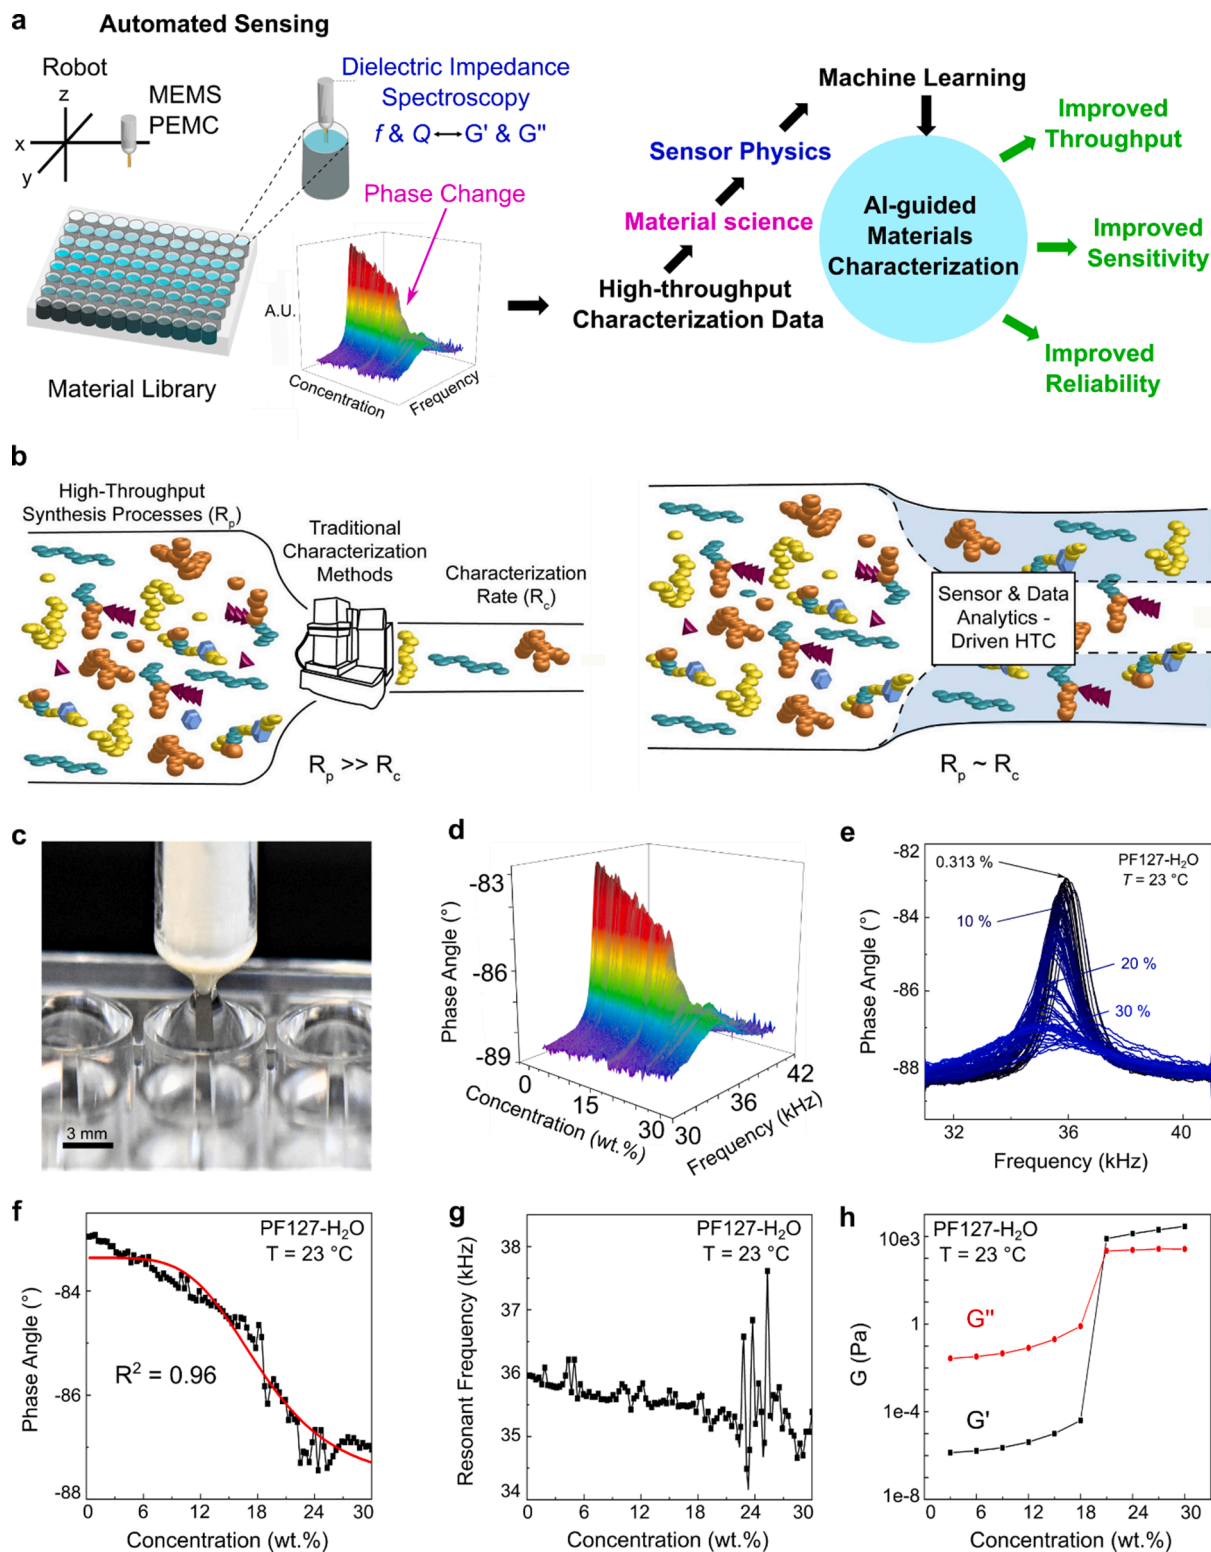 a
Automated Sensing
Robot
z
x
y
MEMS
PEMC
Dielectric Impedance
Spectroscopy
f & Q ↔ G' & G"
Phase Change
Material Library
A.U.
Concentration
Frequency
High-throughput
Characterization Data
Material science
Sensor Physics
Machine Learning
AI-guided
Materials
Characterization
Improved
Throughput
Improved
Sensitivity
Improved
Reliability
b
High-Throughput
Synthesis Processes (Rp)
Traditional
Characterization
Methods
Characterization
Rate (Rc)
Rp >> Rc
Sensor & Data
Analytics -
Driven HTC
Rp ~ Rc
c
3 mm
d
Phase Angle (°)
-83
-86
-89
0
15
30
Concentration (wt.%)
30
36
42
Frequency (kHz)
e
Phase Angle (°)
-82
-84
-86
-88
0.313 %
10 %
20 %
30 %
PF127-H₂O
T = 23 °C
32
36
40
Frequency (kHz)
f
Phase Angle (°)
-84
-86
-88
PF127-H₂O
T = 23 °C
R² = 0.96
0 6 12 18 24 30
Concentration (wt.%)
g
Resonant Frequency (kHz)
38
37
36
35
34
PF127-H₂O
T = 23 °C
0 6 12 18 24 30
Concentration (wt.%)
h
G (Pa)
10e3
1
1e-4
1e-8
PF127-H₂O
T = 23 °C
G"
G'
0 6 12 18 24 30
Concentration (wt.%)